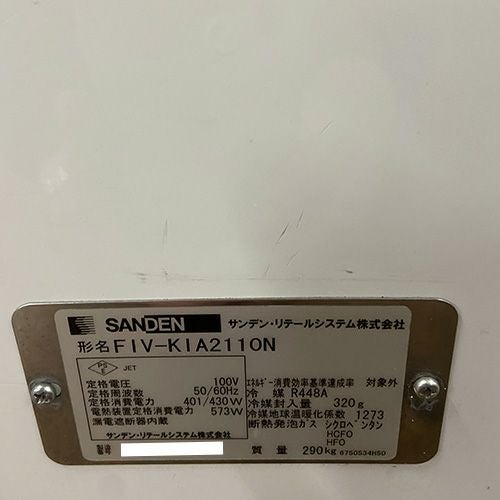 SANDEN サンデン・リテールシステム株式会社
形名 FIV-KIA2110N
PS E JET
定格電圧 100V
定格周波数 50/60Hz
定格消費電力 401/430W
電熱装置定格消費電力 573W
漏電遮断器内蔵
サンデン・リテールシステム株式会社
エネルギー消費効率基準達成率 対象外
冷媒 R448A
冷媒封入量 320g
冷媒地球温暖化係数 1273
断熱発泡ガス シクロペンタン
HCFO
HFO
製造
質量 290kg 6750S34H50